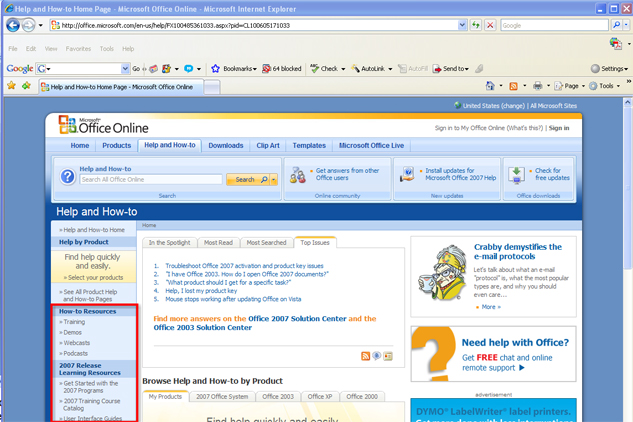 Help and How-to Home Page - Microsoft Office Online - Microsoft Internet Explorer
http://office.microsoft.com/en-us/help/FX100485361033.aspx?pid=CL100605171033
Google
File Edit View Favorites Tools Help
Google G Go Bookmarks 64 blocked Check AutoLink AutoFill Send to Settings
Help and How-to Home Page - Microsoft Office Online
Page Tools
United States (change) | All Microsoft Sites
Microsoft
Office Online
Sign in to My Office Online (What's this?) | Sign in
Home Products Help and How-to Downloads Clip Art Templates Microsoft Office Live
Help and How-to
Search All Office Online Search
Search
Get answers from other
Office users
Online community
Install updates for
Microsoft Office 2007 Help
New updates
Check for
free updates
Office downloads
Help and How-to
Home
» Help and How-to Home
Help by Product
Find help quickly
and easily.
» Select your products
» See All Product Help
and How-to Pages
How-to Resources
» Training
» Demos
» Webcasts
» Podcasts
2007 Release
Learning Resources
» Get Started with the
2007 Programs
» 2007 Training Course
Catalog
» User Interface Guides
In the Spotlight Most Read Most Searched Top Issues
1. Troubleshoot Office 2007 activation and product key issues
2. "I have Office 2003. How do I open Office 2007 documents?"
3. "What product should I get for a specific task?"
4. Help, I lost my product key
5. Mouse stops working after updating Office on Vista
Find more answers on the Office 2007 Solution Center and the
Office 2003 Solution Center
Browse Help and How-to by Product
My Products 2007 Office System Office 2003 Office XP Office 2000
Find help quickly and easily
Crabby demystifies the
e-mail protocols
Let's talk about what an e-mail
"protocol" is, what the most popular
types are, and why you should
even care...
» More »
Need help with Office?
Get FREE chat and online
remote support
advertisement
DYMO® LabelWriter® label printers.